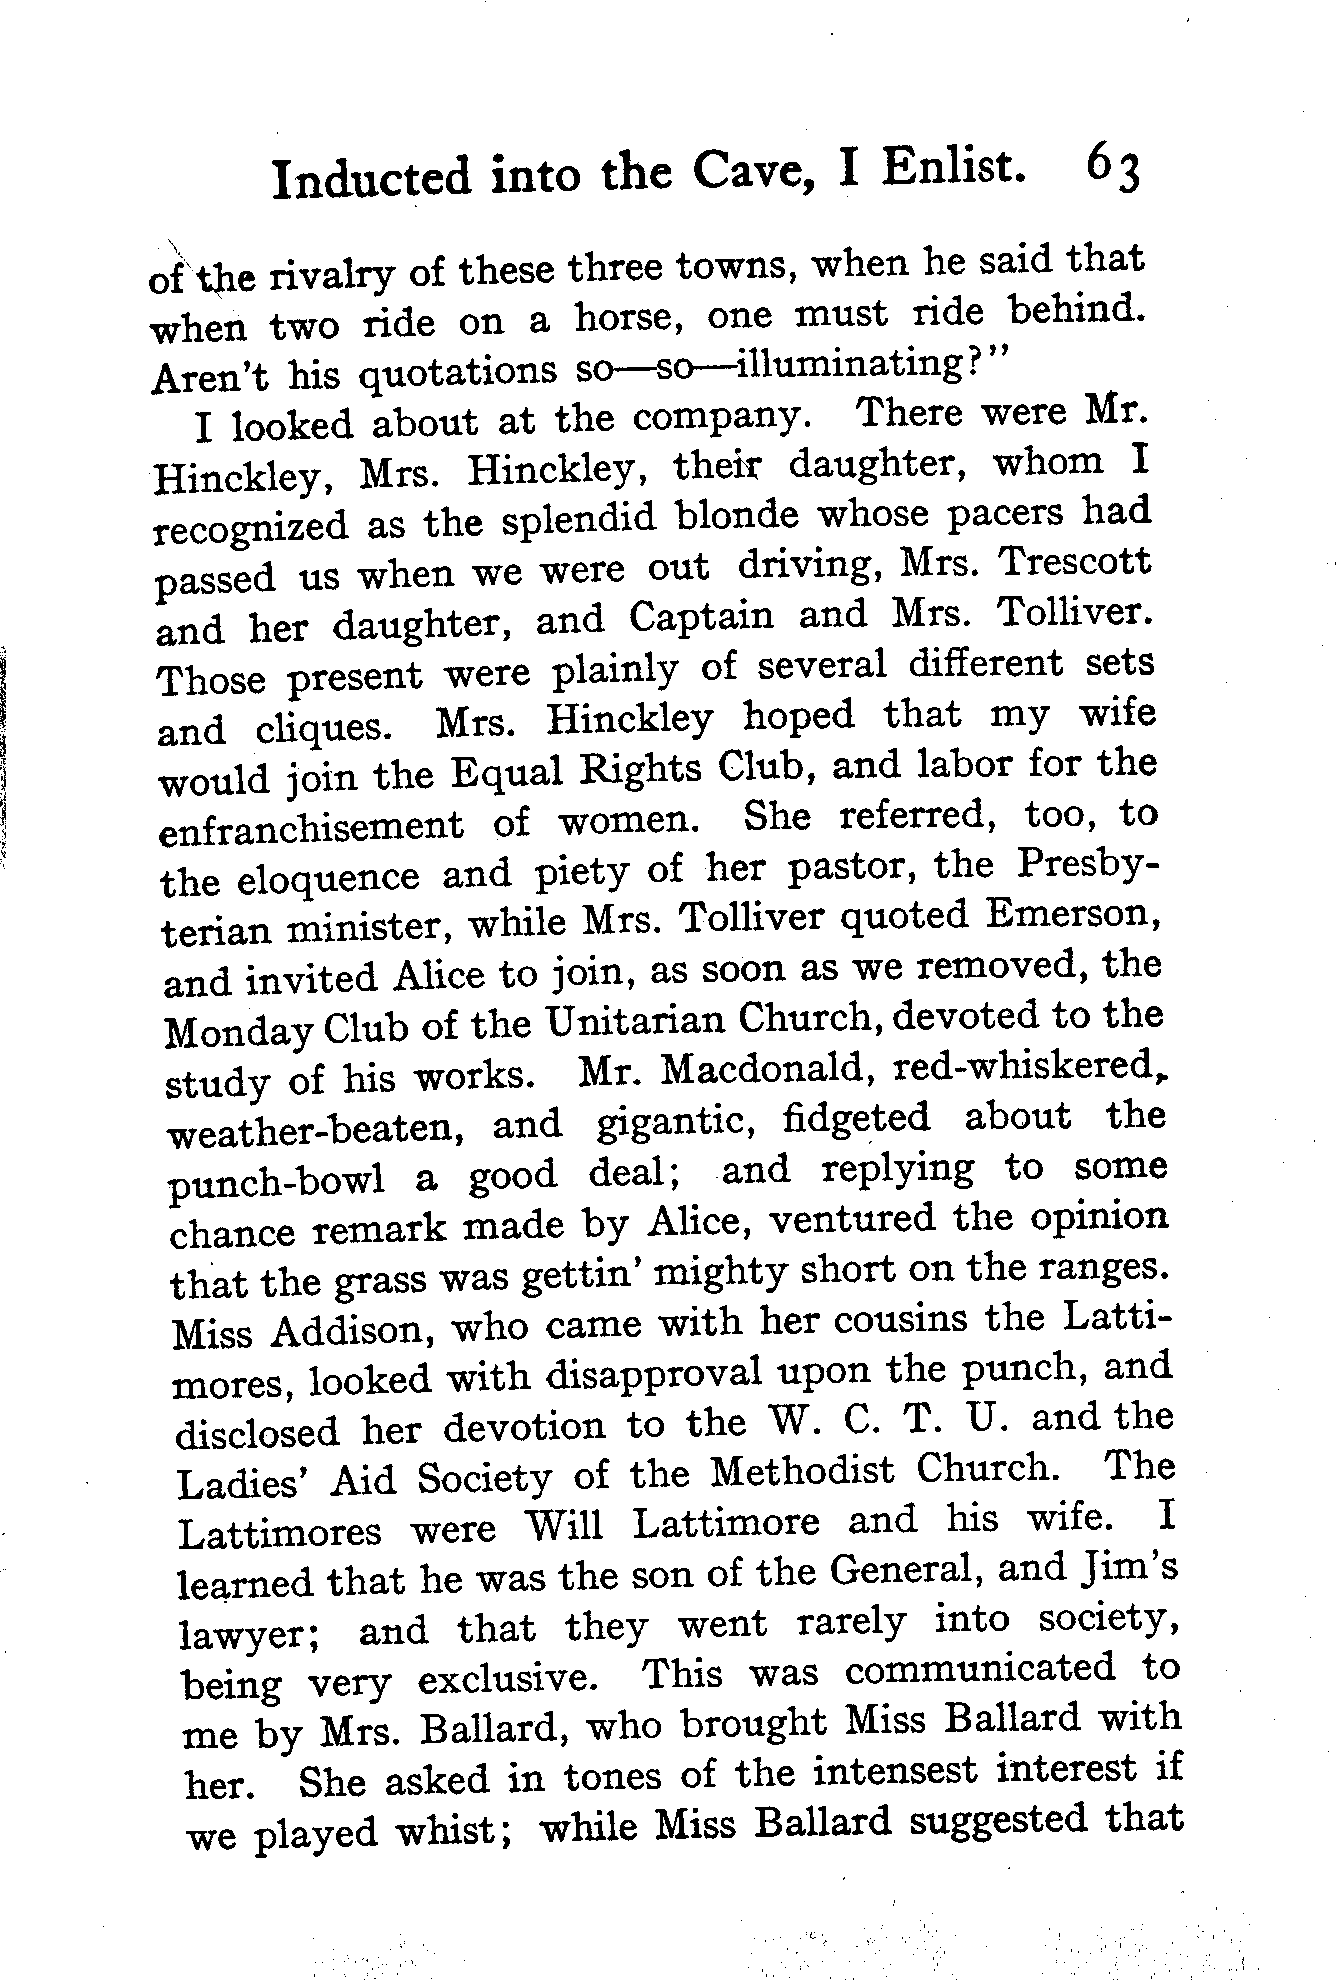 Inducted into the Cave, I Enlist. 63
of the rivalry of these three towns, when he said that
when two ride on a horse, one must ride behind.
Aren't his quotations so—so—illuminating?"
I looked about at the company. There were Mr.
Hinckley, Mrs. Hinckley, their daughter, whom I
recognized as the splendid blonde whose pacers had
passed us when we were out driving, Mrs. Trescott
and her daughter, and Captain and Mrs. Tolliver.
Those present were plainly of several different sets
and cliques. Mrs. Hinckley hoped that my wife
would join the Equal Rights Club, and labor for the
enfranchisement of women. She referred, too, to
the eloquence and piety of her pastor, the Presby-
terian minister, while Mrs. Tolliver quoted Emerson,
and invited Alice to join, as soon as we removed, the
Monday Club of the Unitarian Church, devoted to the
study of his works. Mr. Macdonald, red-whiskered,
weather-beaten, and gigantic, fidgeted about the
punch-bowl a good deal; and replying to some
chance remark made by Alice, ventured the opinion
that the grass was gettin' mighty short on the ranges.
Miss Addison, who came with her cousins the Latti-
mores, looked with disapproval upon the punch, and
disclosed her devotion to the W. C. T. U. and the
Ladies' Aid Society of the Methodist Church. The
Lattimores were Will Lattimore and his wife. I
learned that he was the son of the General, and Jim's
lawyer; and that they went rarely into society,
being very exclusive. This was communicated to
me by Mrs. Ballard, who brought Miss Ballard with
her. She asked in tones of the intensest interest if
we played whist; while Miss Ballard suggested that